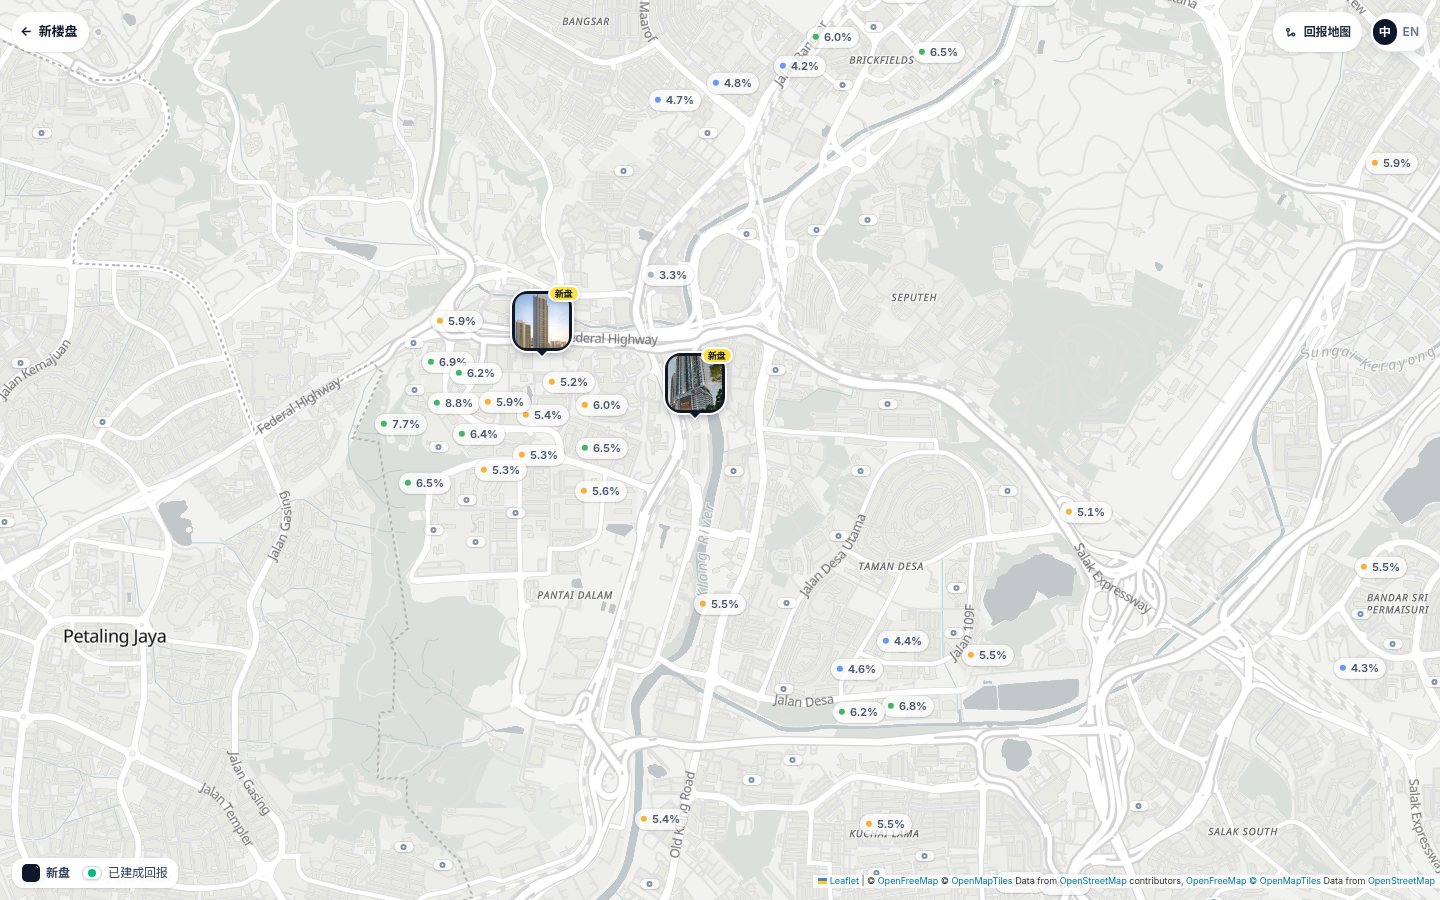 新楼盘
回报地图
中
EN
BANGSAR
Maarof
6.0%
BRICKFIELDS
6.5%
4.2%
4.8%
4.7%
5.9%
3.3%
SEPUTEH
新盘
5.9%
Federal Highway
新盘
Sungai Kerayong
Jalan Kemajuan
6.9%
6.2%
5.2%
Federal Highway
8.8%
5.9%
5.4%
6.0%
7.7%
6.4%
6.5%
5.3%
5.3%
6.5%
5.6%
5.1%
Jalan Gasing
Jalan Desa Utama
TAMAN DESA
Salak Expressway
5.5%
BANDAR SRI
PERMAISURI
PANTAI DALAM
5.5%
Petaling Jaya
4.4%
Jalan 109F
5.5%
4.6%
4.3%
Jalan Desa
6.2%
6.8%
Jalan Gasing
Jalan Templer
Salak Expressway
5.4%
Old Klang Road
5.5%
KUCHAI LAMA
SALAK SOUTH
新盘
已建成回报
Leaflet | © OpenFreeMap © OpenMapTiles Data from OpenStreetMap contributors, OpenFreeMap © OpenMapTiles Data from OpenStreetMap